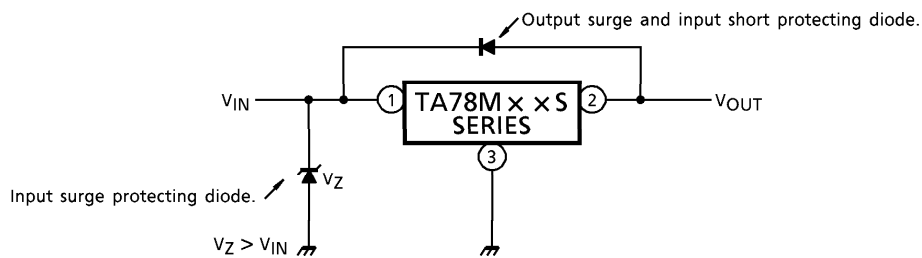 Output surge and input short protecting diode.
VIN
1
TA78M××S
SERIES
2
VOUT
3
VZ
Input surge protecting diode.
VZ > VIN